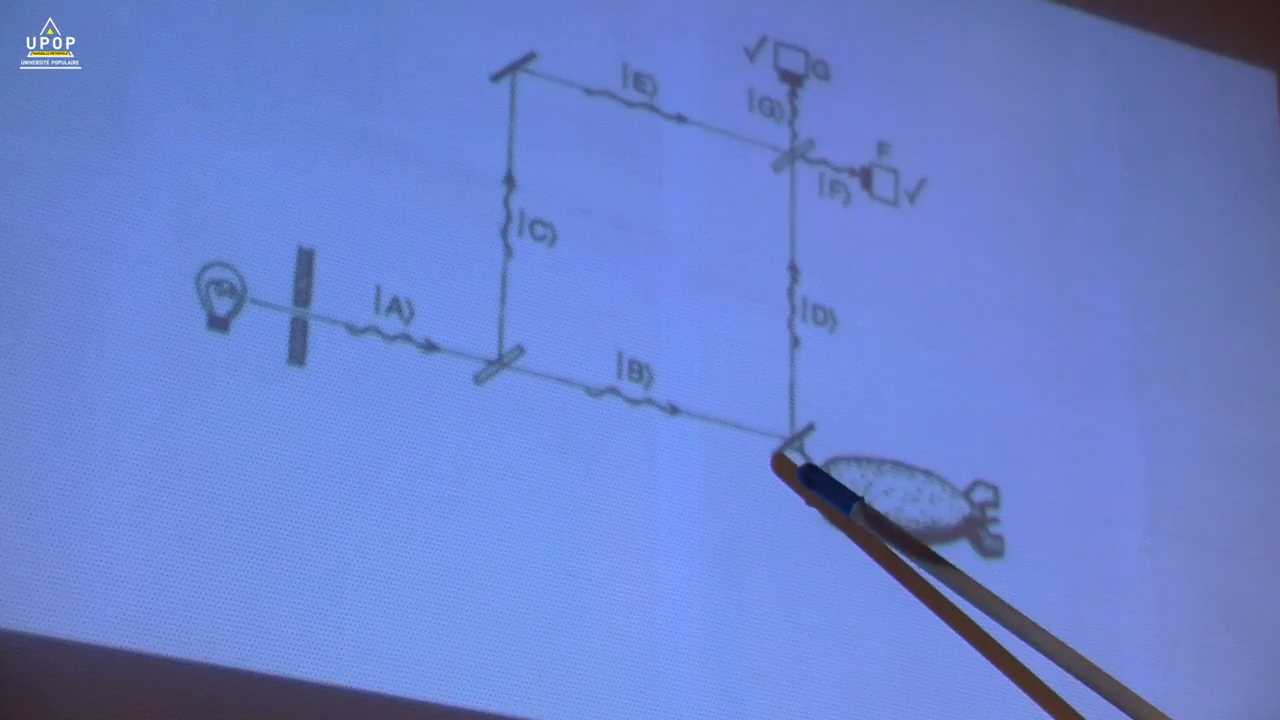 UPOP
UNIVERSITÉ POPULAIRE
|E⟩
G
|G⟩
F
|F⟩
|C⟩
|A⟩
|D⟩
|B⟩